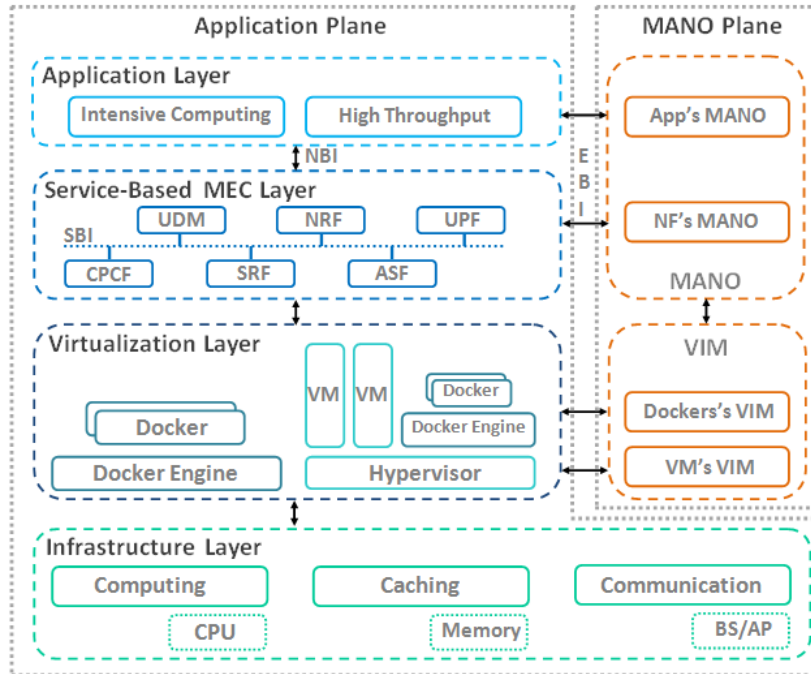 Application Plane
MANO Plane
Application Layer
Intensive Computing
High Throughput
App's MANO
NBI
E
B
I
Service-Based MEC Layer
UDM
NRF
UPF
NF's MANO
SBI
CPCF
SRF
ASF
MANO
Virtualization Layer
VIM
VM
VM
Docker
Docker
Docker Engine
Dockers's VIM
Docker Engine
Hypervisor
VM's VIM
Infrastructure Layer
Computing
Caching
Communication
CPU
Memory
BS/AP